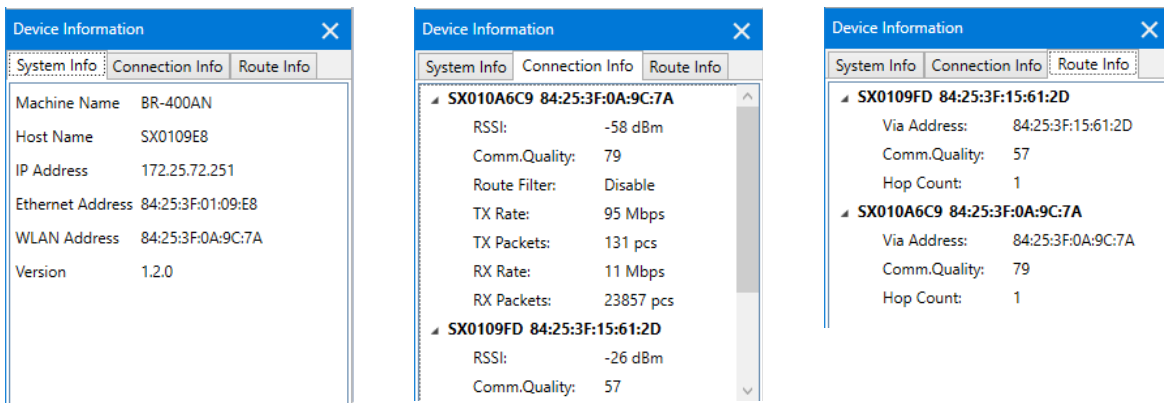 Device Information
System Info Connection Info Route Info
Machine Name BR-400AN
Host Name SX0109E8
IP Address 172.25.72.251
Ethernet Address 84:25:3F:01:09:E8
WLAN Address 84:25:3F:0A:9C:7A
Version 1.2.0
Device Information
System Info Connection Info Route Info
SX010A6C9 84:25:3F:0A:9C:7A
RSSI: -58 dBm
Comm.Quality: 79
Route Filter: Disable
TX Rate: 95 Mbps
TX Packets: 131 pcs
RX Rate: 11 Mbps
RX Packets: 23857 pcs
SX0109FD 84:25:3F:15:61:2D
RSSI: -26 dBm
Comm.Quality: 57
Device Information
System Info Connection Info Route Info
SX0109FD 84:25:3F:15:61:2D
Via Address: 84:25:3F:15:61:2D
Comm.Quality: 57
Hop Count: 1
SX010A6C9 84:25:3F:0A:9C:7A
Via Address: 84:25:3F:0A:9C:7A
Comm.Quality: 79
Hop Count: 1